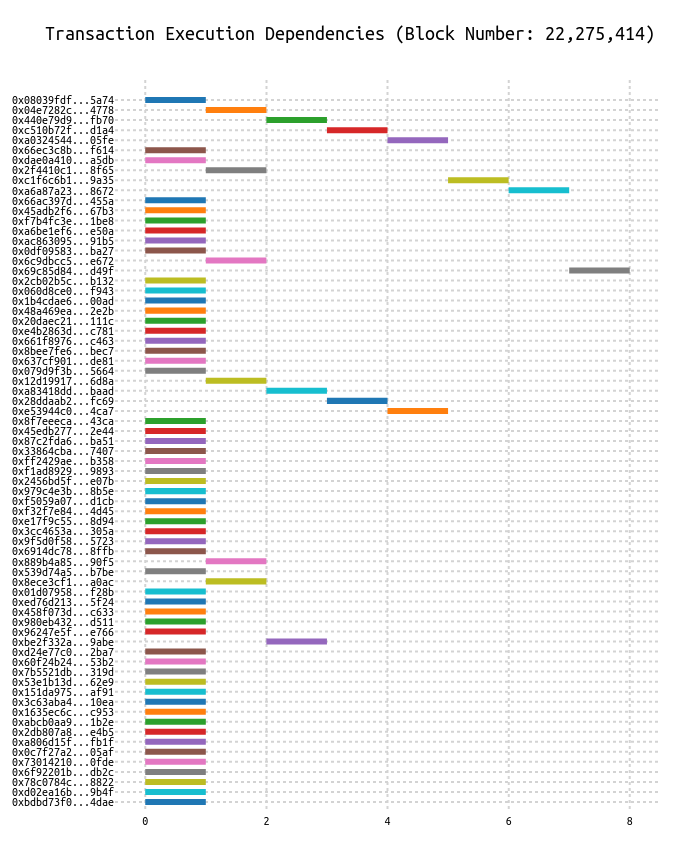 Transaction Execution Dependencies (Block Number: 22,275,414)
0x08039fdf...5a74
0x04e7282c...4778
0x440e79d9...fb70
0xc510b72f...d1a4
0xa0324544...05fe
0x66ec3c8b...f614
0xdae0a410...a5db
0x2f4410c1...8f65
0xc1f6c6b1...9a35
0xa6a87a23...8672
0x66ac397d...455a
0x45adb2f6...67b3
0xf7b4fc3e...1be8
0xa6be1ef6...e50a
0xac863095...91b5
0x0df09583...ba27
0x6c9dbcc5...e672
0x69c85d84...d49f
0x2cb02b5c...b132
0x060d8ce0...f943
0x1b4cdae6...00ad
0x48a469ea...2e2b
0x20daec21...111c
0xe4b2863d...c781
0x661f8976...c463
0x8bee7fe6...bec7
0x637cf901...de81
0x079d9f3b...5664
0x12d19917...6d8a
0xa83418dd...baad
0x28ddaab2...fc69
0xe53944c0...4ca7
0x8f7eeeca...43ca
0x45edb277...2e44
0x87c2fda6...ba51
0x33864cba...7407
0xff2429ae...b358
0xf1ad8929...9893
0x2456bd5f...e07b
0x979c4e3b...8b5e
0xf5059a07...d1cb
0xf32f7e84...4d45
0xe17f9c55...8d94
0x3cc4653a...305a
0x9f5d0f58...5723
0x6914dc78...8ffb
0x889b4a85...90f5
0x539d74a5...b7be
0x8ece3cf1...a0ac
0x01d07958...f28b
0xed76d213...5f24
0x458f073d...c633
0x980eb432...d511
0x96247e5f...e766
0xbe2f332a...9abe
0xd24e77c0...2ba7
0x60f24b24...53b2
0x7b5521db...319d
0x53e1b13d...62e9
0x151da975...af91
0x3c63aba4...10ea
0x1635ec6c...c953
0xabcb0aa9...1b2e
0x2db807a8...e4b5
0xa806d15f...fb1f
0x0c7f27a2...05af
0x73014210...0fde
0x6f92201b...db2c
0x78c0784c...8822
0xd02ea16b...9b4f
0xbdbd73f0...4dae
0 2 4 6 8